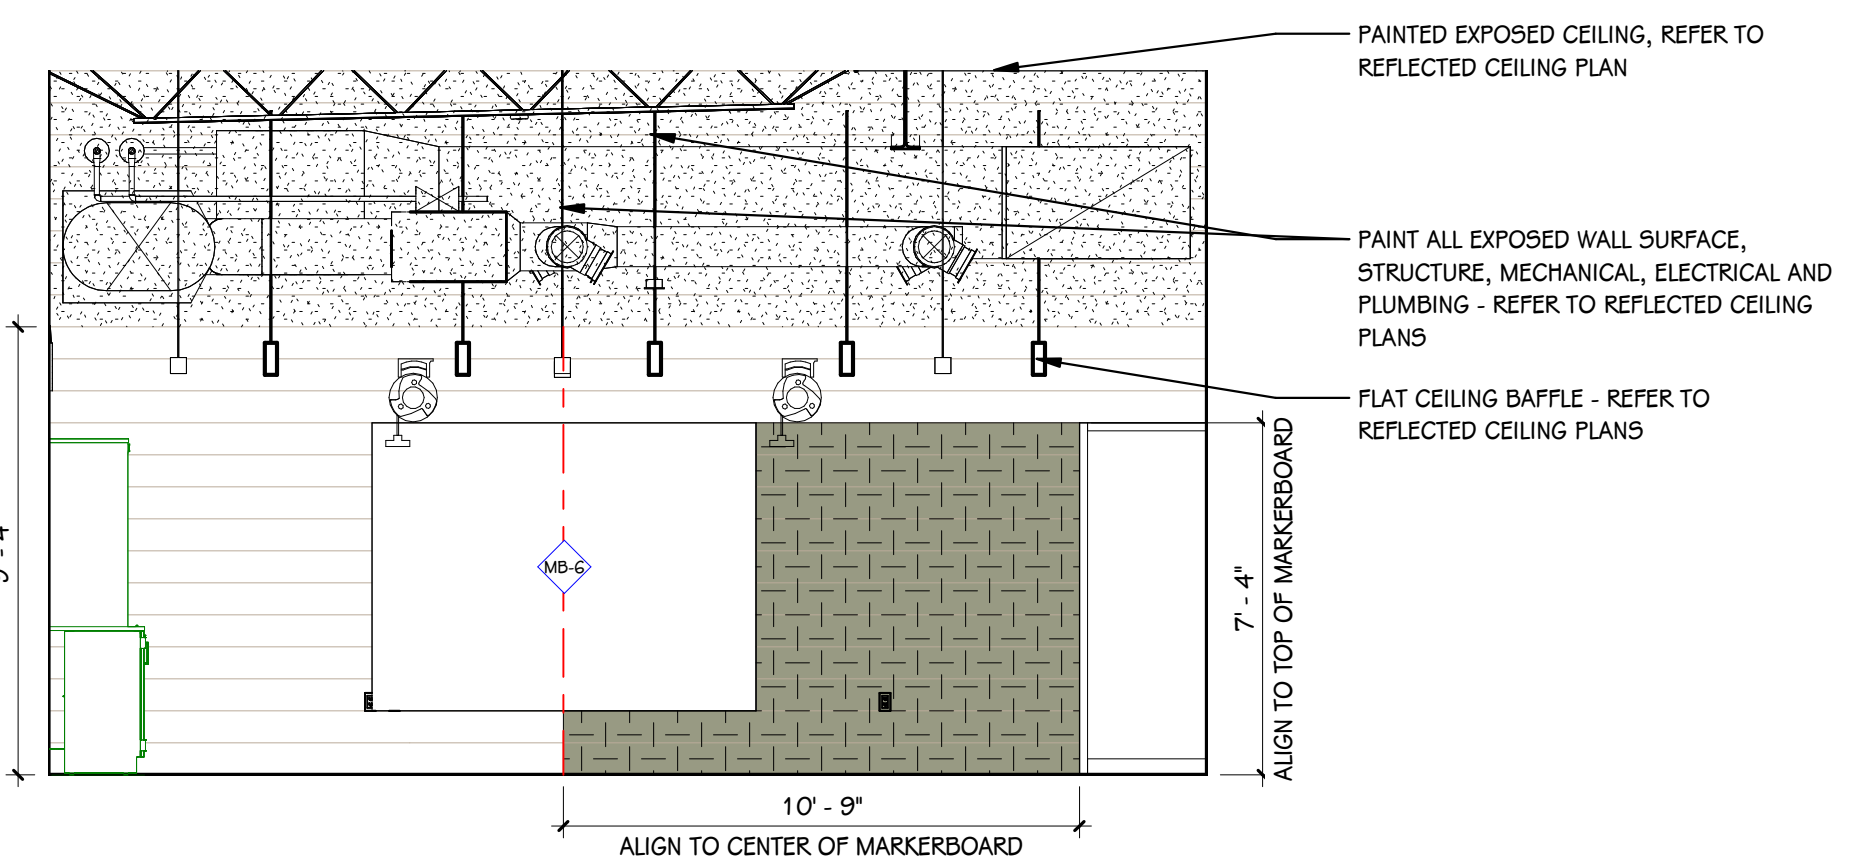 PAINTED EXPOSED CEILING, REFER TO
REFLECTED CEILING PLAN
PAINT ALL EXPOSED WALL SURFACE,
STRUCTURE, MECHANICAL, ELECTRICAL AND
PLUMBING - REFER TO REFLECTED CEILING
PLANS
FLAT CEILING BAFFLE - REFER TO
REFLECTED CEILING PLANS
MB-6
7' - 4"
ALIGN TO TOP OF MARKERBOARD
10' - 9"
ALIGN TO CENTER OF MARKERBOARD